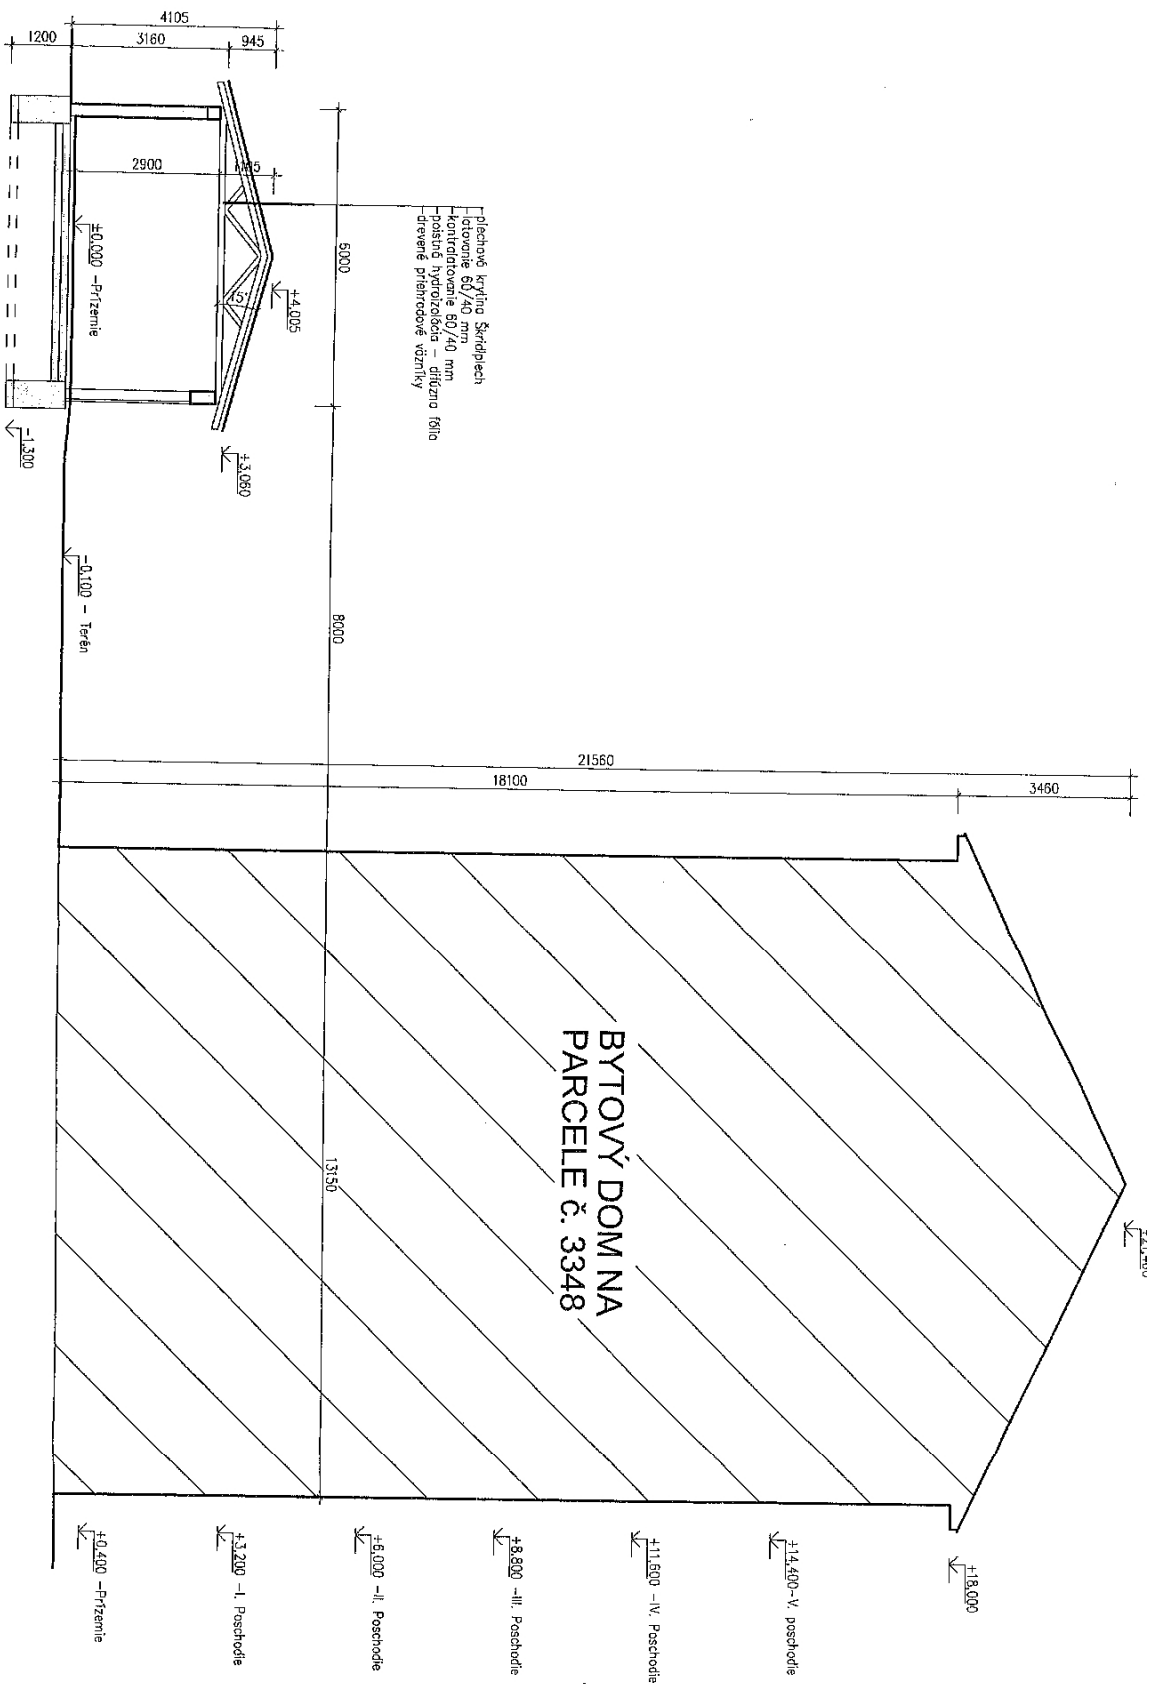 4105
1200
3160
945
2900
6000
plechová krytina Škridlplech
latovanie 60/40 mm
kontralatovanie 60/40 mm
poistná hydroizolácia - difúzna fólia
drevené priehradové väzníky
±0,000 -Prízemie
15°
+4,005
+3,060
-1,300
-0,100 - Terén
8000
21560
18100
3460
BYTOVÝ DOM NA
PARCELE č. 3348
13150
+18,000
+14,400-V. poschodie
+11,600 -IV. Poschodie
+8,800 -III. Poschodie
+6,000 -II. Poschodie
+3,200 -I. Poschodie
+0,400 -Prízemie